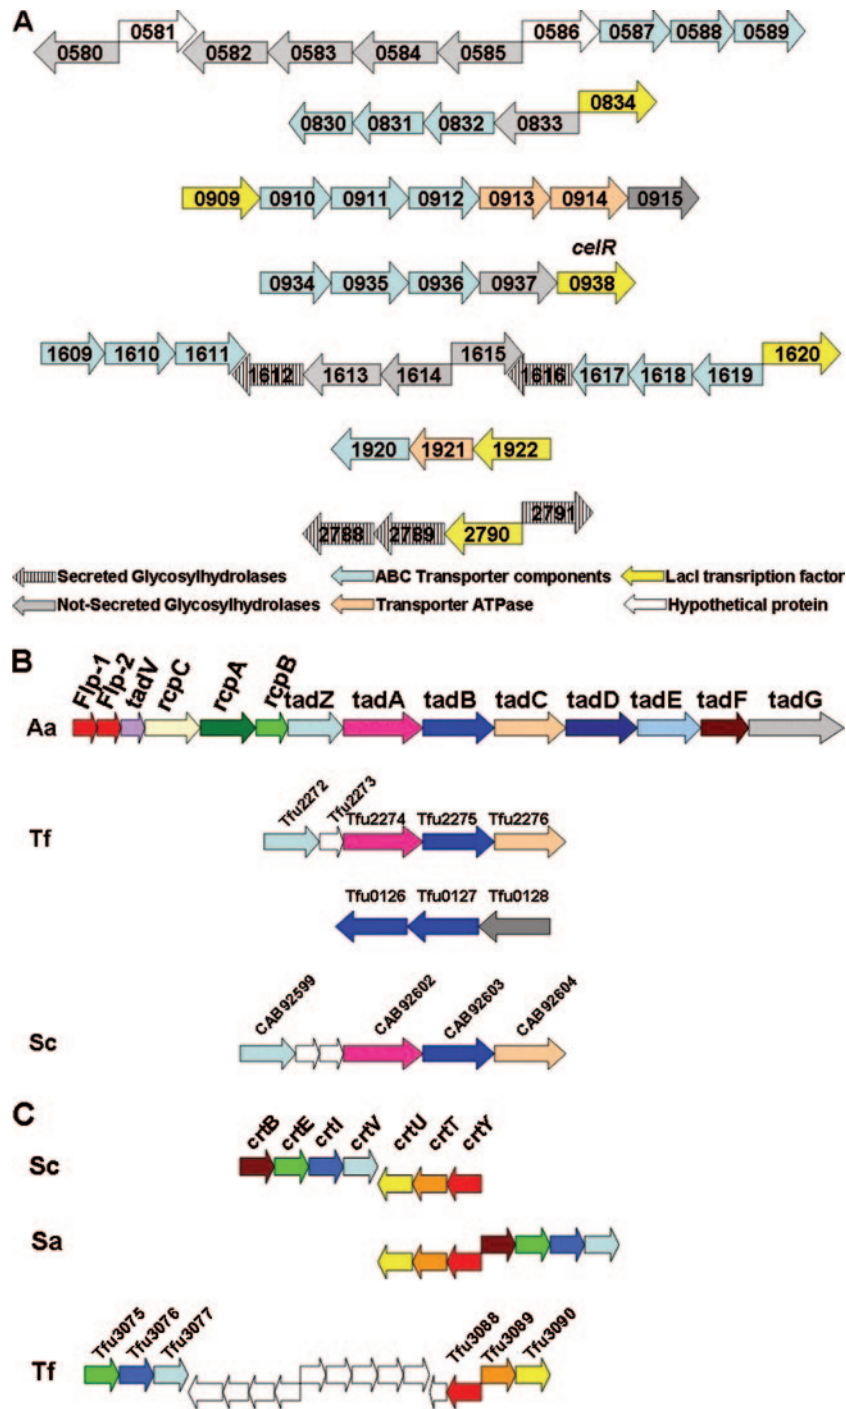 A
0580 0581 0582 0583 0584 0585 0586 0587 0588 0589
0830 0831 0832 0833 0834
0909 0910 0911 0912 0913 0914 0915
celR
0934 0935 0936 0937 0938
1609 1610 1611 1612 1613 1614 1615 1616 1617 1618 1619 1620
1920 1921 1922
2788 2789 2790 2791
Secreted Glycosylhydrolases ABC Transporter components LacI transription factor
Not-Secreted Glycosylhydrolases Transporter ATPase Hypothetical protein
B
Flp-1 Flp-2 tadV rcpC rcpA rcpB tadZ tadA tadB tadC tadD tadE tadF tadG
Aa
Tfu2272 Tfu2273 Tfu2274 Tfu2275 Tfu2276
Tf
Tfu0126 Tfu0127 Tfu0128
CAB92599 CAB92602 CAB92603 CAB92604
Sc
C
crtB crtE crtI crtV crtU crtT crtY
Sc
Sa
Tfu3075 Tfu3076 Tfu3077 Tfu3088 Tfu3089 Tfu3090
Tf